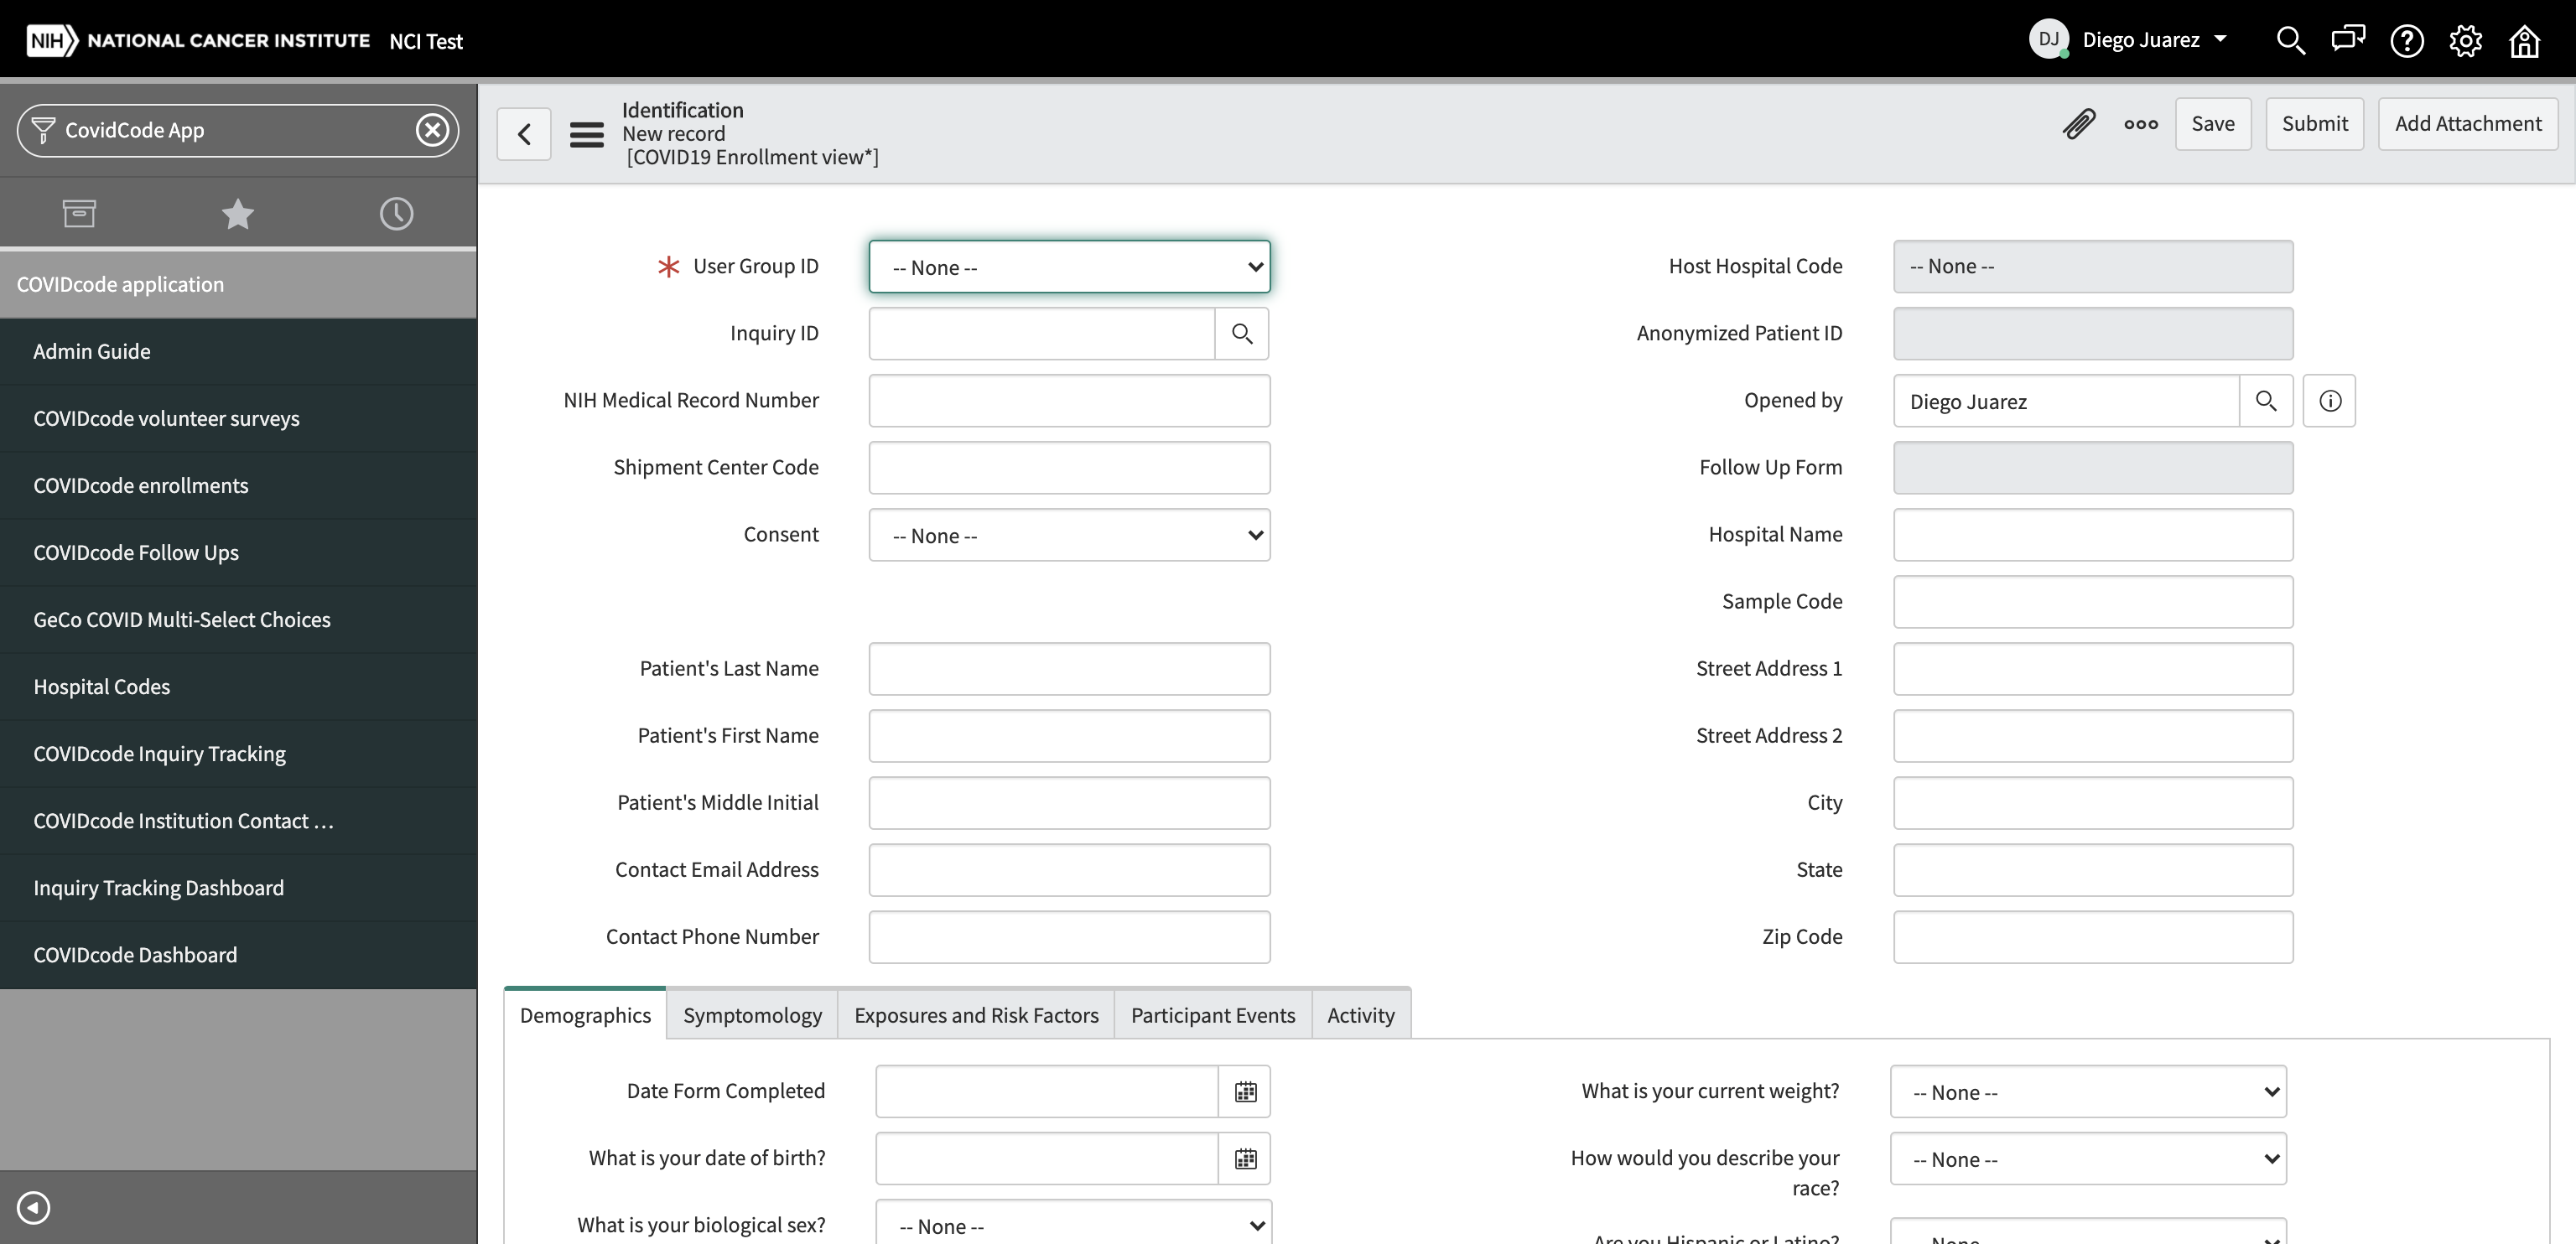 NIH NATIONAL CANCER INSTITUTE NCI Test
DJ Diego Juarez
CovidCode App
Identification
New record
[COVID19 Enrollment view*]
Save
Submit
Add Attachment
COVIDcode application
Admin Guide
COVIDcode volunteer surveys
COVIDcode enrollments
COVIDcode Follow Ups
GeCo COVID Multi-Select Choices
Hospital Codes
COVIDcode Inquiry Tracking
COVIDcode Institution Contact ...
Inquiry Tracking Dashboard
COVIDcode Dashboard
* User Group ID -- None --
Inquiry ID
NIH Medical Record Number
Shipment Center Code
Consent -- None --
Patient's Last Name
Patient's First Name
Patient's Middle Initial
Contact Email Address
Contact Phone Number
Host Hospital Code -- None --
Anonymized Patient ID
Opened by Diego Juarez
Follow Up Form
Hospital Name
Sample Code
Street Address 1
Street Address 2
City
State
Zip Code
Demographics Symptomology Exposures and Risk Factors Participant Events Activity
Date Form Completed
What is your date of birth?
What is your biological sex? -- None --
What is your current weight? -- None --
How would you describe your -- None --
race?
Are you Hispanic or Latino? -- None --